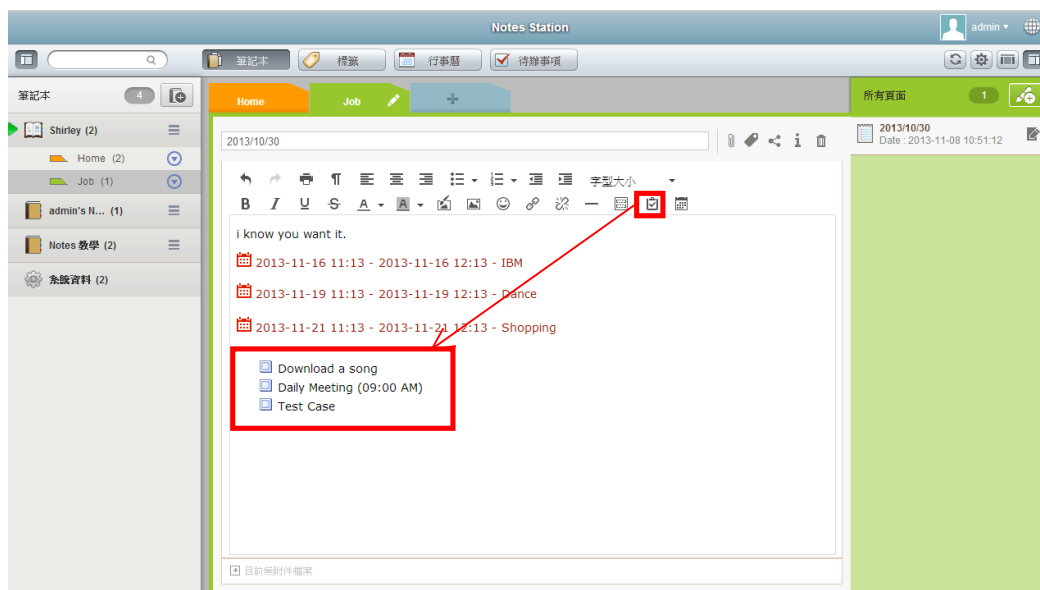 Notes Station
admin
筆記本 標籤 行事曆 待辦事項
筆記本 4
Shirley (2)
Home (2)
Job (1)
admin's N... (1)
Notes 教學 (2)
系統資料 (2)
Home Job
2013/10/30
字型大小
i know you want it.
2013-11-16 11:13 - 2013-11-16 12:13 - IBM
2013-11-19 11:13 - 2013-11-19 12:13 - Dance
2013-11-21 11:13 - 2013-11-21 12:13 - Shopping
Download a song
Daily Meeting (09:00 AM)
Test Case
目前無附件檔案
所有頁面 1
2013/10/30
Date : 2013-11-08 10:51:12